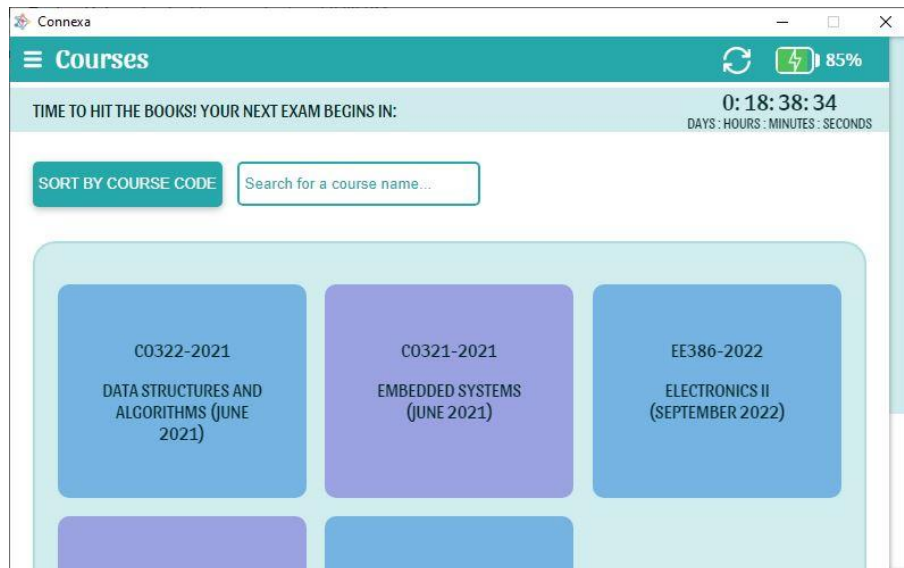 Connexa
Courses
85%
TIME TO HIT THE BOOKS! YOUR NEXT EXAM BEGINS IN:
0: 18: 38: 34
DAYS : HOURS : MINUTES : SECONDS
SORT BY COURSE CODE
Search for a course name...
CO322-2021
DATA STRUCTURES AND
ALGORITHMS (JUNE
2021)
CO321-2021
EMBEDDED SYSTEMS
(JUNE 2021)
EE386-2022
ELECTRONICS II
(SEPTEMBER 2022)